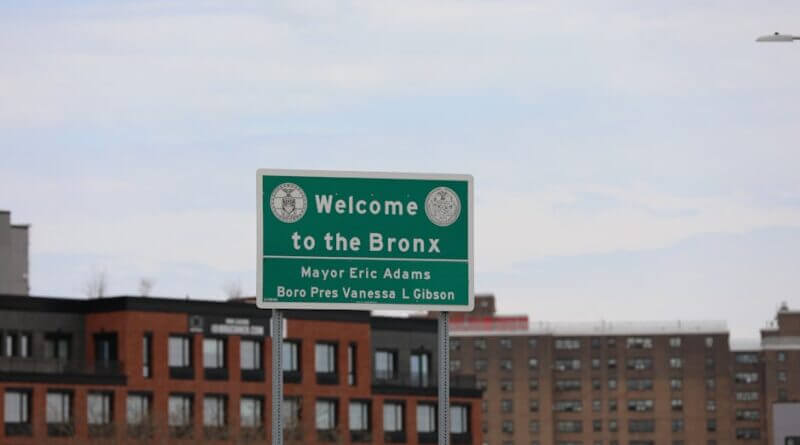 Welcome
to the Bronx
Mayor Eric Adams
Boro Pres Vanessa L Gibson